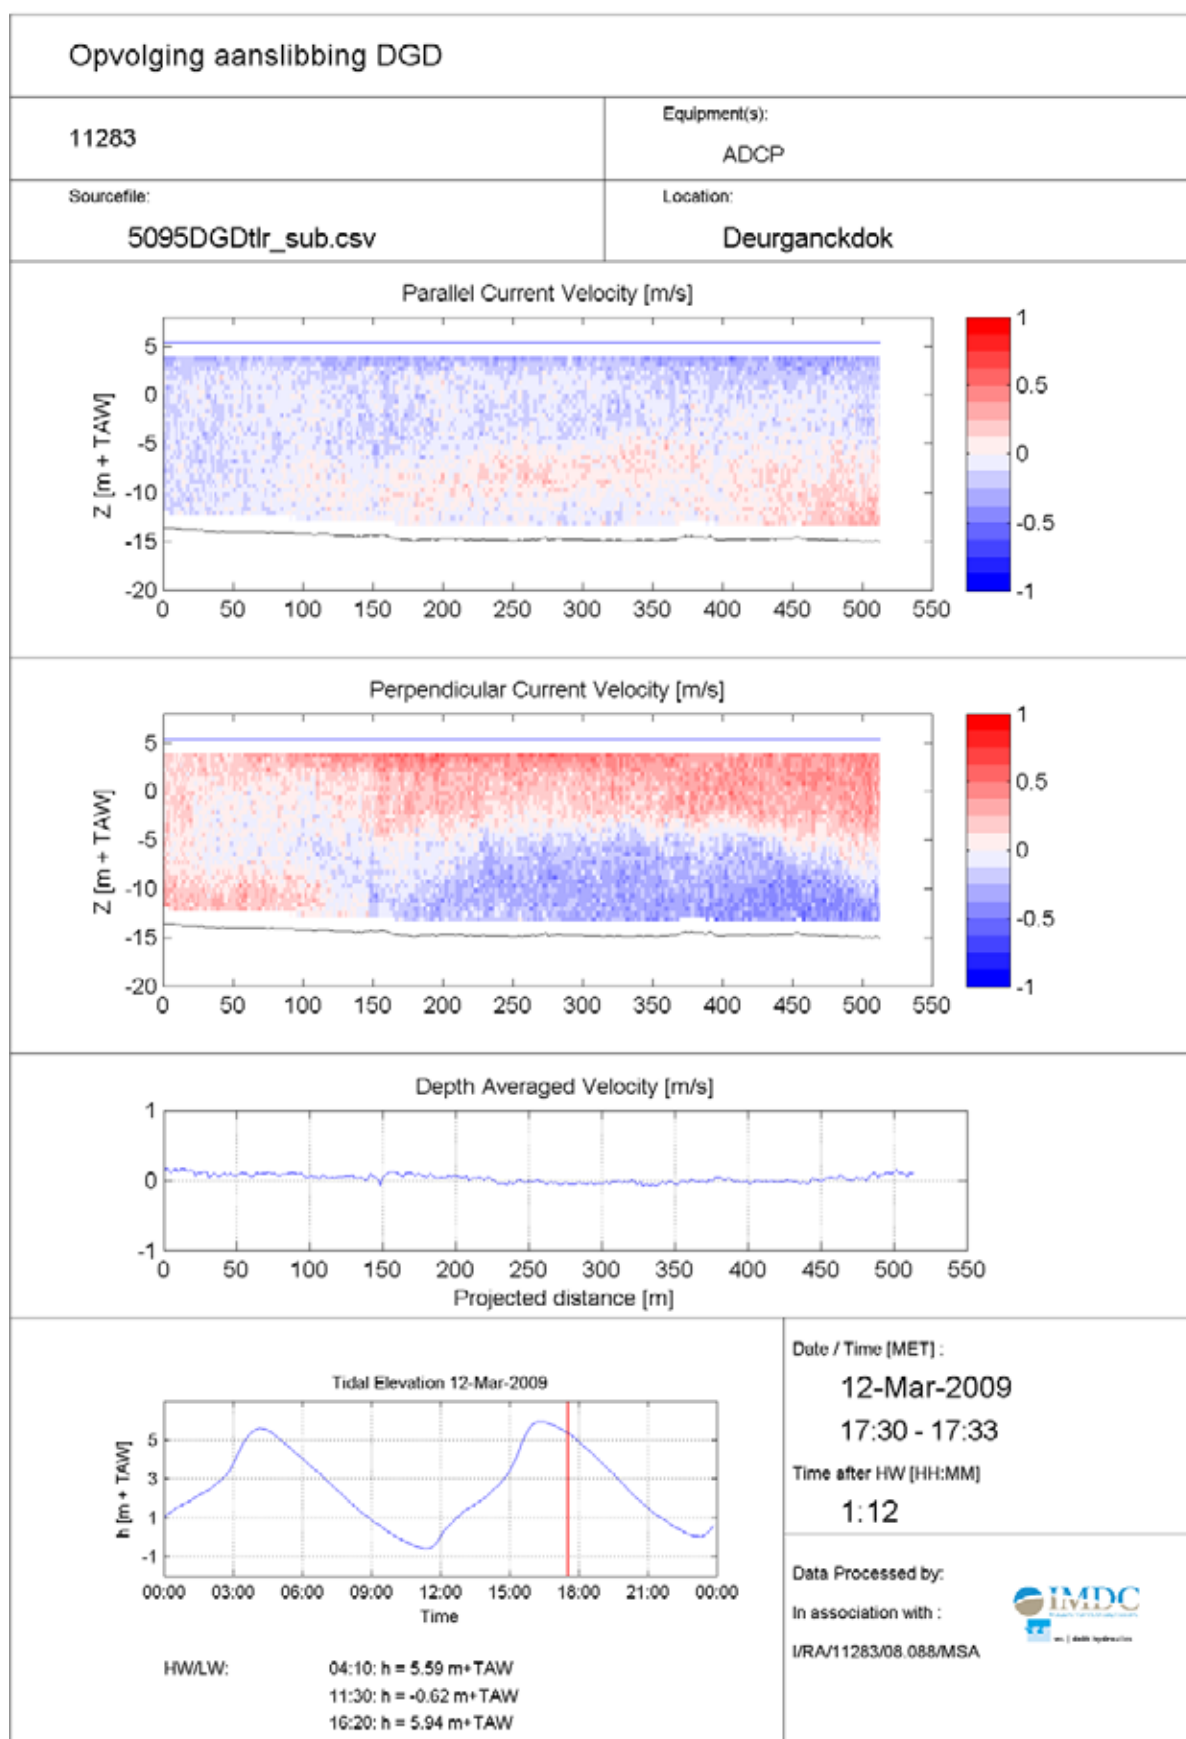 Opvolging aanslibbing DGD
11283
Equipment(s):
ADCP
Sourcefile:
5095DGDtlr_sub.csv
Location:
Deurganckdok
Parallel Current Velocity [m/s]
Z [m + TAW]
5
0
-5
-10
-15
-20
0 50 100 150 200 250 300 350 400 450 500 550
1
0.5
0
-0.5
-1
Perpendicular Current Velocity [m/s]
Z [m + TAW]
5
0
-5
-10
-15
-20
0 50 100 150 200 250 300 350 400 450 500 550
1
0.5
0
-0.5
-1
Depth Averaged Velocity [m/s]
1
0
-1
0 50 100 150 200 250 300 350 400 450 500 550
Projected distance [m]
Tidal Elevation 12-Mar-2009
h [m + TAW]
5
3
1
-1
00:00 03:00 06:00 09:00 12:00 15:00 18:00 21:00 00:00
Time
HW/LW:
04:10: h = 5.59 m+TAW
11:30: h = -0.62 m+TAW
16:20: h = 5.94 m+TAW
Date / Time [MET] :
12-Mar-2009
17:30 - 17:33
Time after HW [HH:MM]
1:12
Data Processed by:
In association with :
I/RA/11283/08.088/MSA
IMDC